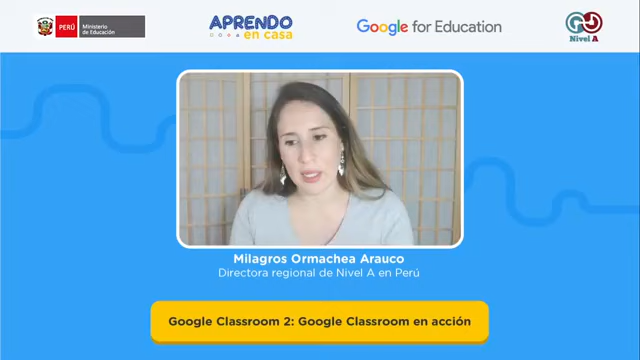 PERÚ
Ministerio
de Educación
APRENDO
en casa
Google for Education
Nivel A
Milagros Ormachea Arauco
Directora regional de Nivel A en Perú
Google Classroom 2: Google Classroom en acción